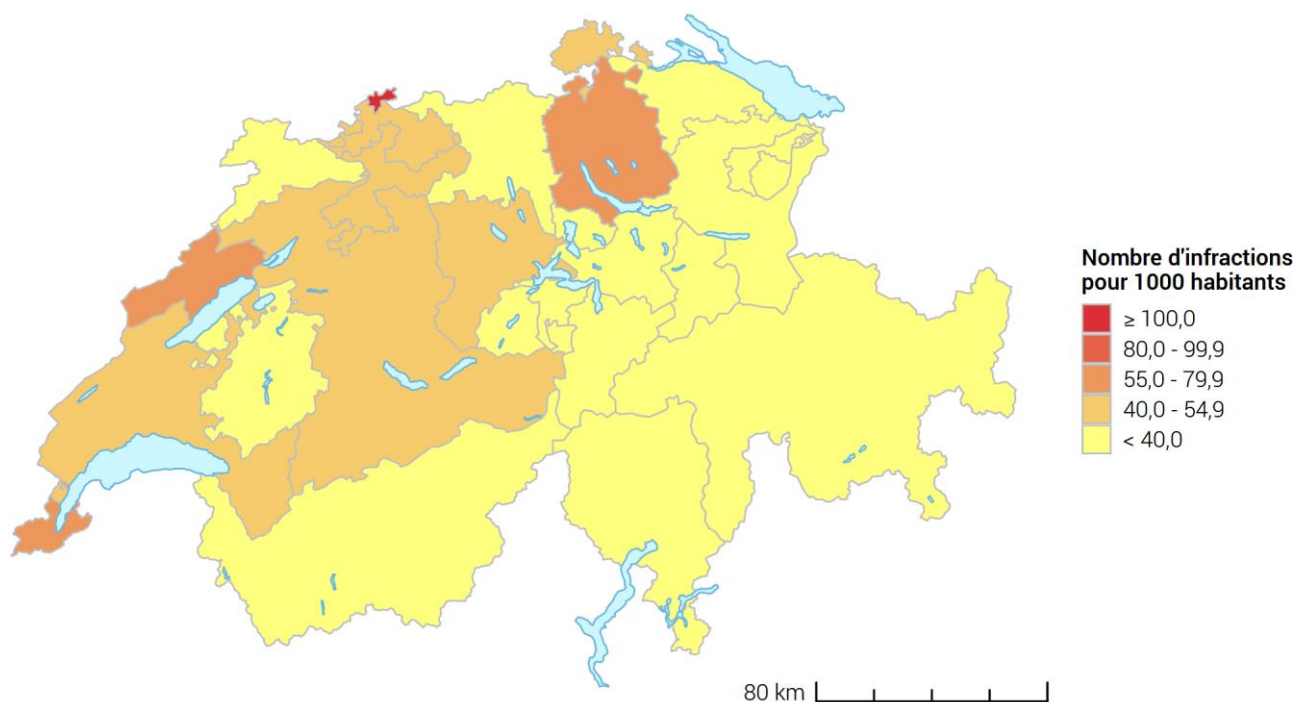 Nombre d'infractions
pour 1000 habitants
≥ 100,0
80,0 - 99,9
55,0 - 79,9
40,0 - 54,9
< 40,0
80 km